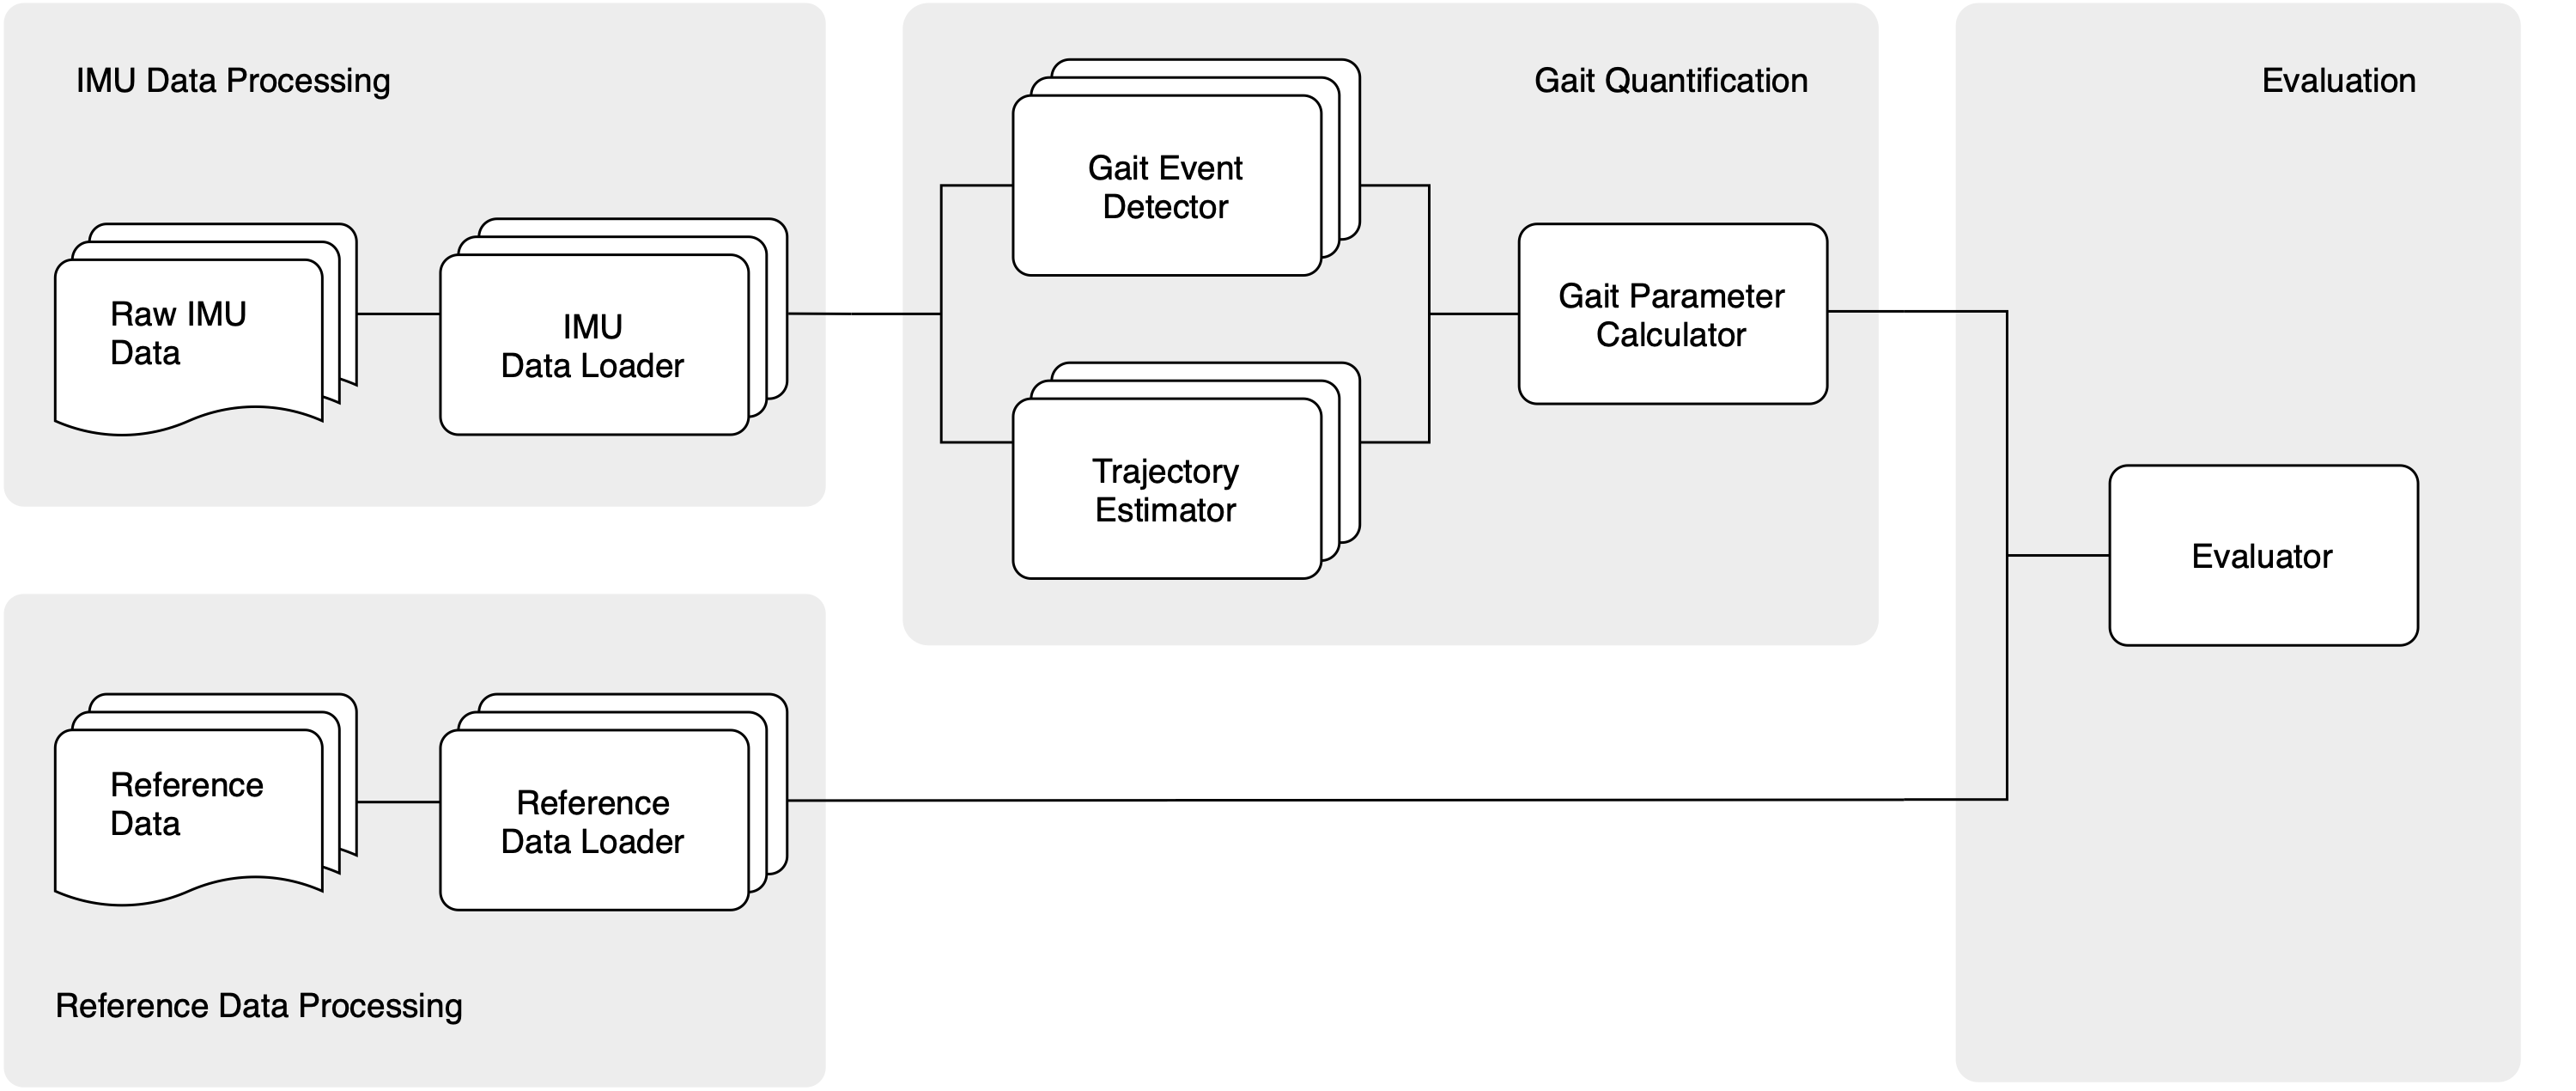 IMU Data Processing
Raw IMU
Data
IMU
Data Loader
Gait Quantification
Gait Event
Detector
Trajectory
Estimator
Gait Parameter
Calculator
Evaluation
Evaluator
Reference
Data
Reference
Data Loader
Reference Data Processing